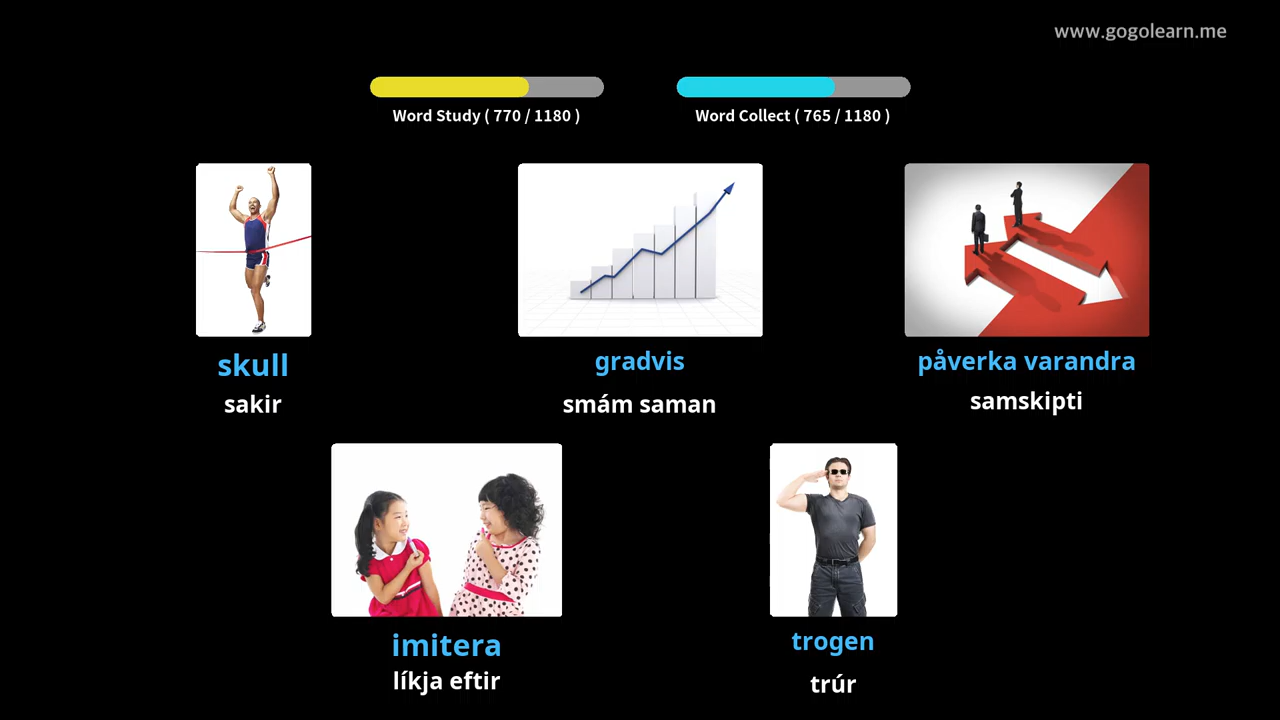 www.gogolearn.me
Word Study ( 770 / 1180 )
Word Collect ( 765 / 1180 )
skull
sakir
gradvis
smám saman
påverka varandra
samskipti
imitera
líkja eftir
trogen
trúr